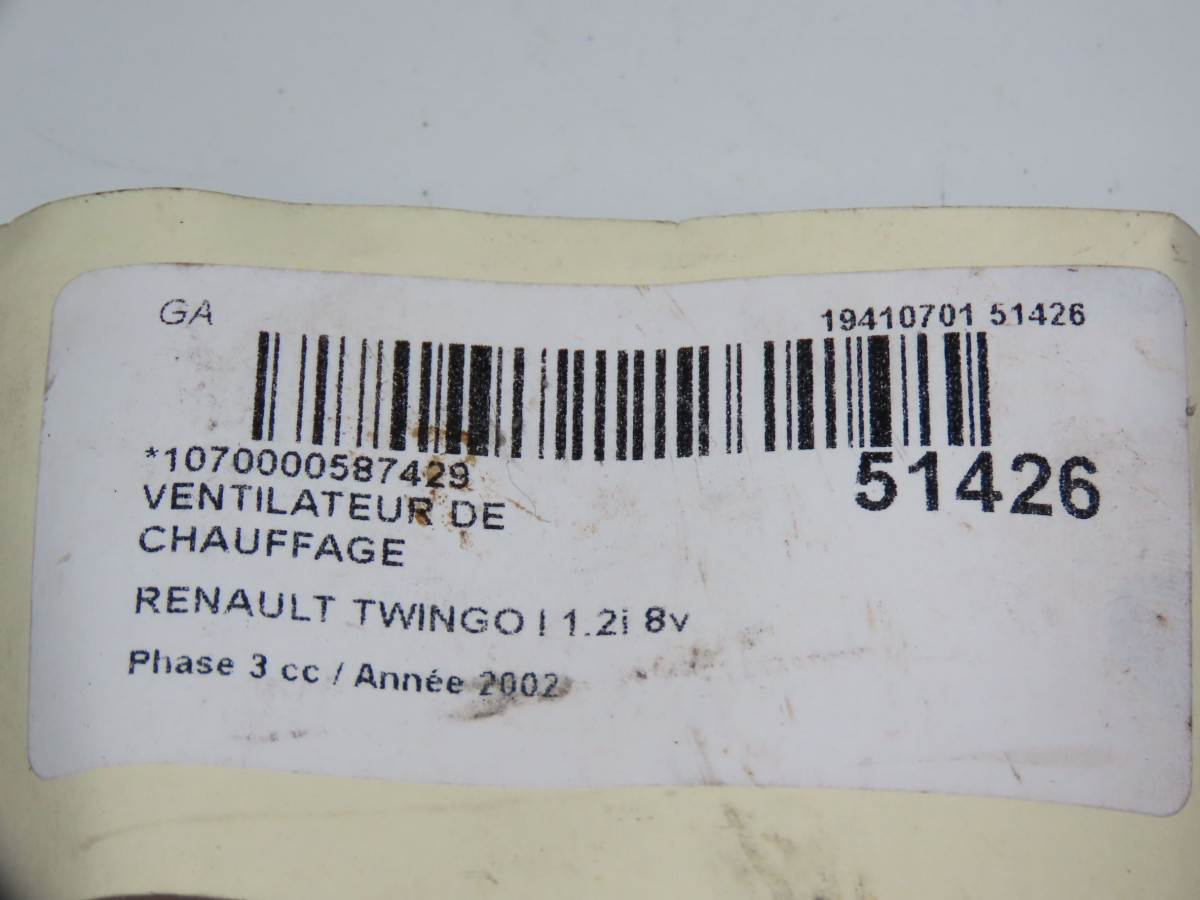 GA
19410701 51426
*1070000587429
51426
VENTILATEUR DE
CHAUFFAGE
RENAULT TWINGO I 1.2i 8v
Phase 3 cc / Année 2002